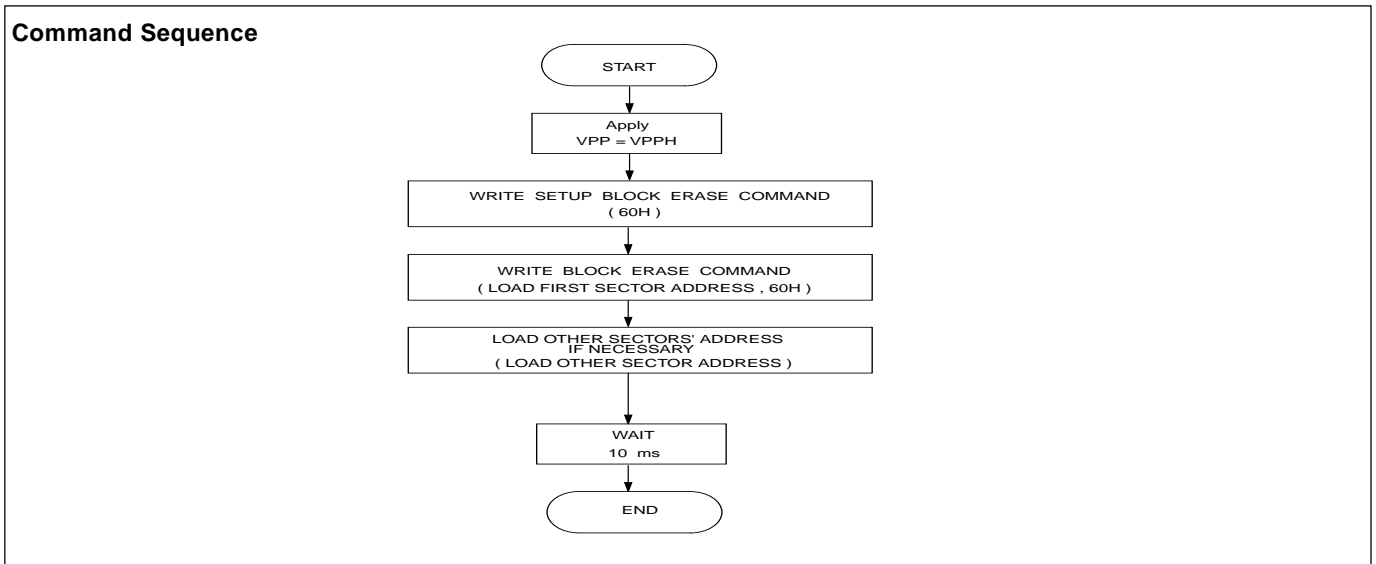 Command Sequence
START
Apply
VPP = VPPH
WRITE SETUP BLOCK ERASE COMMAND
( 60H )
WRITE BLOCK ERASE COMMAND
( LOAD FIRST SECTOR ADDRESS , 60H )
LOAD OTHER SECTORS' ADDRESS
IF NECESSARY
( LOAD OTHER SECTOR ADDRESS )
WAIT
10 ms
END